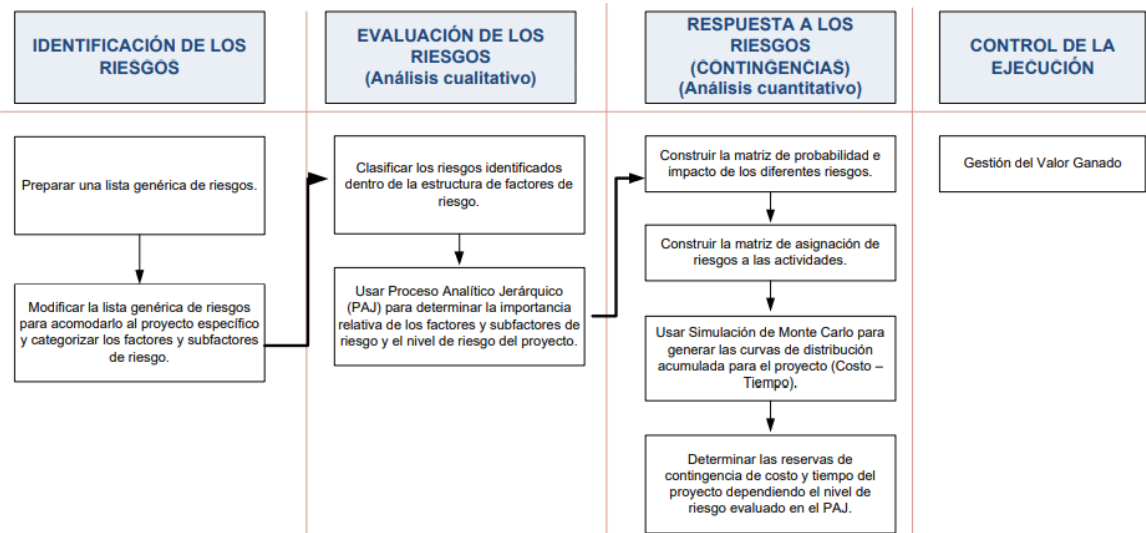 IDENTIFICACIÓN DE LOS
RIESGOS
EVALUACIÓN DE LOS
RIESGOS
(Análisis cualitativo)
RESPUESTA A LOS
RIESGOS
(CONTINGENCIAS)
(Análisis cuantitativo)
CONTROL DE LA
EJECUCIÓN
Preparar una lista genérica de riesgos.
Modificar la lista genérica de riesgos
para acomodarlo al proyecto específico
y categorizar los factores y subfactores
de riesgo.
Clasificar los riesgos identificados
dentro de la estructura de factores de
riesgo.
Usar Proceso Analítico Jerárquico
(PAJ) para determinar la importancia
relativa de los factores y subfactores de
riesgo y el nivel de riesgo del proyecto.
Construir la matriz de probabilidad e
impacto de los diferentes riesgos.
Construir la matriz de asignación de
riesgos a las actividades.
Usar Simulación de Monte Carlo para
generar las curvas de distribución
acumulada para el proyecto (Costo –
Tiempo).
Determinar las reservas de
contingencia de costo y tiempo del
proyecto dependiendo el nivel de
riesgo evaluado en el PAJ.
Gestión del Valor Ganado